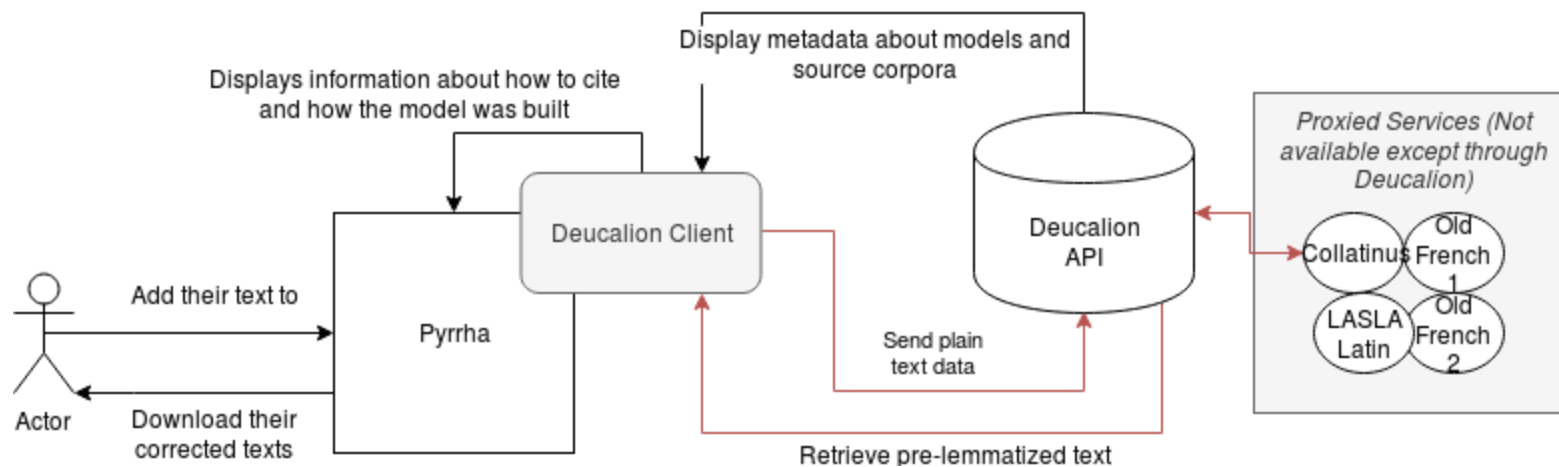 Display metadata about models and
source corpora
Displays information about how to cite
and how the model was built
Proxied Services (Not
available except through
Deucalion)
Deucalion Client
Deucalion
API
Collatinus
Old
French
1
LASLA
Latin
Old
French
2
Add their text to
Pyrrha
Send plain
text data
Actor
Download their
corrected texts
Retrieve pre-lemmatized text